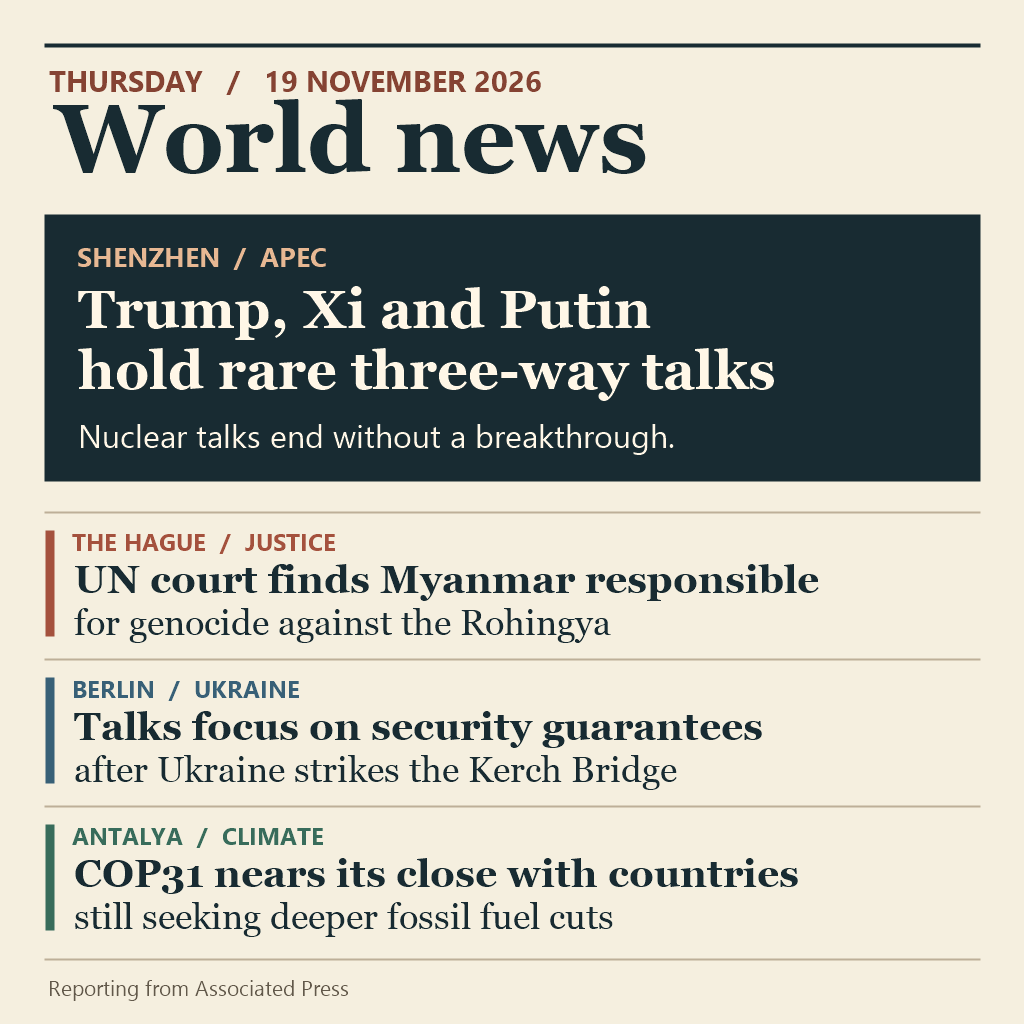 THURSDAY / 19 NOVEMBER 2026
World news
SHENZHEN / APEC
Trump, Xi and Putin
hold rare three-way talks
Nuclear talks end without a breakthrough.
THE HAGUE / JUSTICE
UN court finds Myanmar responsible
for genocide against the Rohingya
BERLIN / UKRAINE
Talks focus on security guarantees
after Ukraine strikes the Kerch Bridge
ANTALYA / CLIMATE
COP31 nears its close with countries
still seeking deeper fossil fuel cuts
Reporting from Associated Press